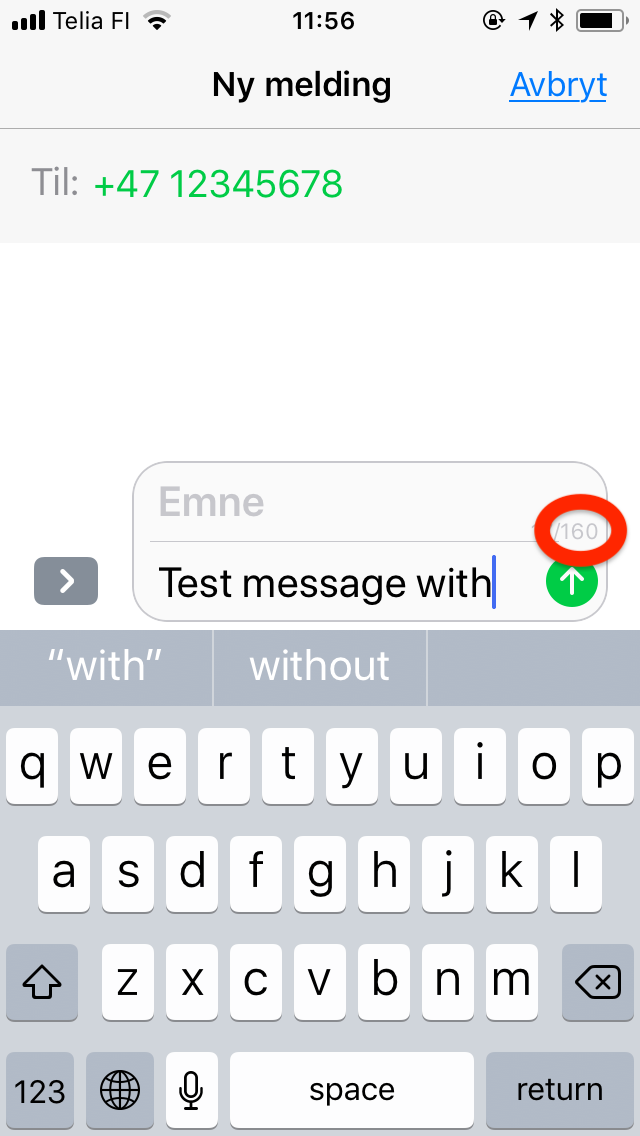 Telia FI 11:56
Ny melding Avbryt
Til: +47 12345678
Emne
/160
Test message with
“with” without
q w e r t y u i o p
a s d f g h j k l
z x c v b n m
123 space return